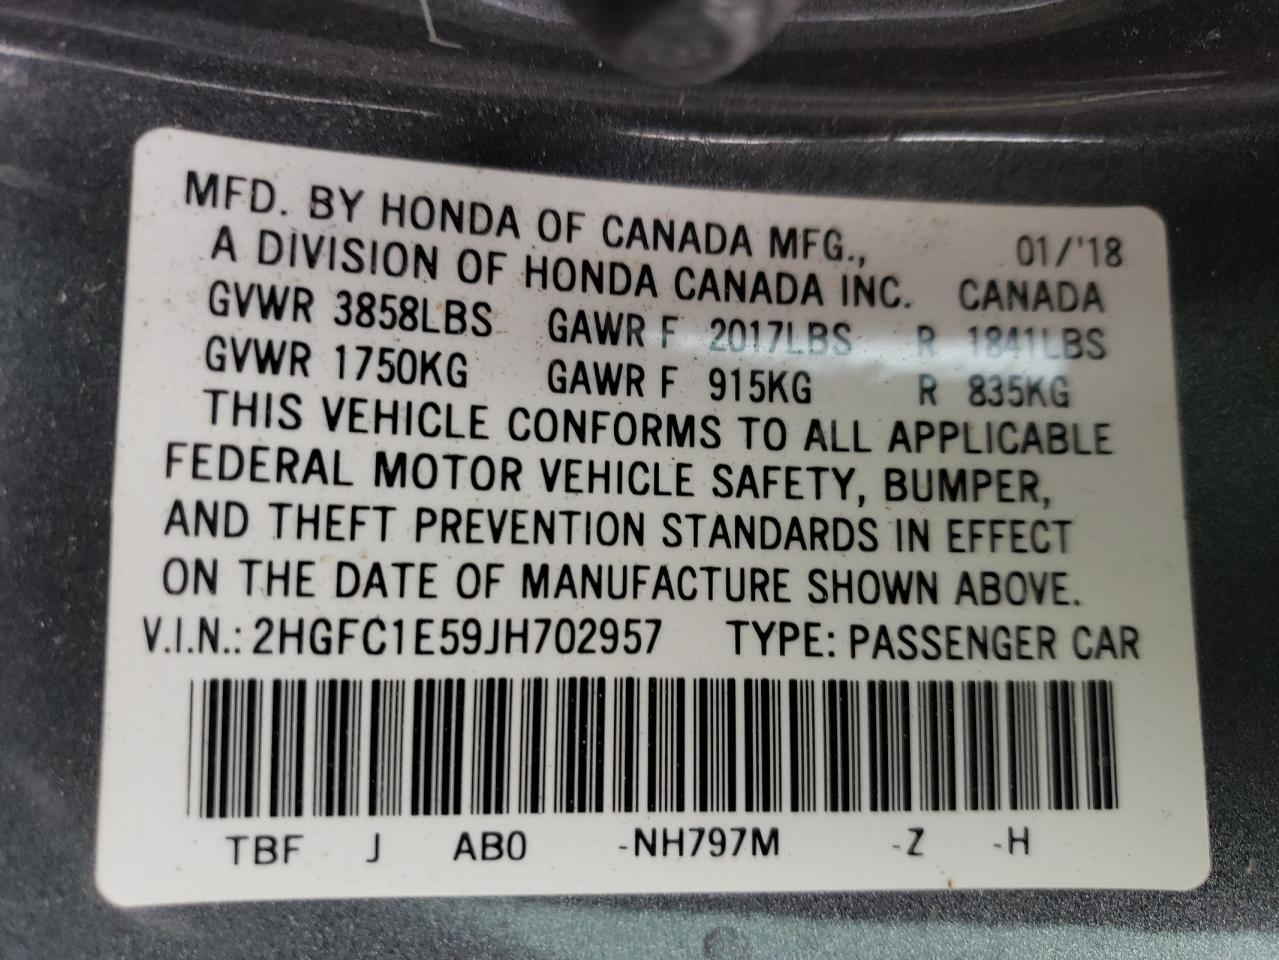 MFD. BY HONDA OF CANADA MFG., 01/'18
A DIVISION OF HONDA CANADA INC. CANADA
GVWR 3858LBS GAWR F 2017LBS R 1841LBS
GVWR 1750KG GAWR F 915KG R 835KG
THIS VEHICLE CONFORMS TO ALL APPLICABLE
FEDERAL MOTOR VEHICLE SAFETY, BUMPER,
AND THEFT PREVENTION STANDARDS IN EFFECT
ON THE DATE OF MANUFACTURE SHOWN ABOVE.
V.I.N.: 2HGFC1E59JH702957 TYPE: PASSENGER CAR
TBF J AB0 -NH797M -Z -H